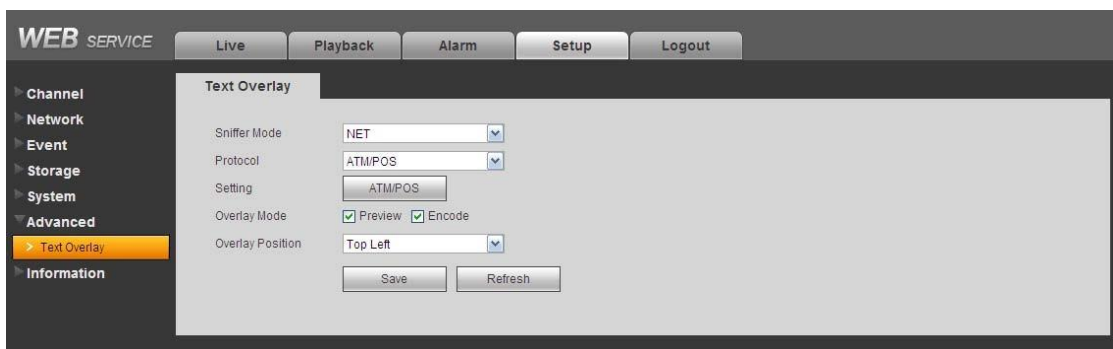 WEB SERVICE
Live Playback Alarm Setup Logout
Channel
Network
Event
Storage
System
Advanced
> Text Overlay
Information
Text Overlay
Sniffer Mode NET
Protocol ATM/POS
Setting ATM/POS
Overlay Mode Preview Encode
Overlay Position Top Left
Save Refresh